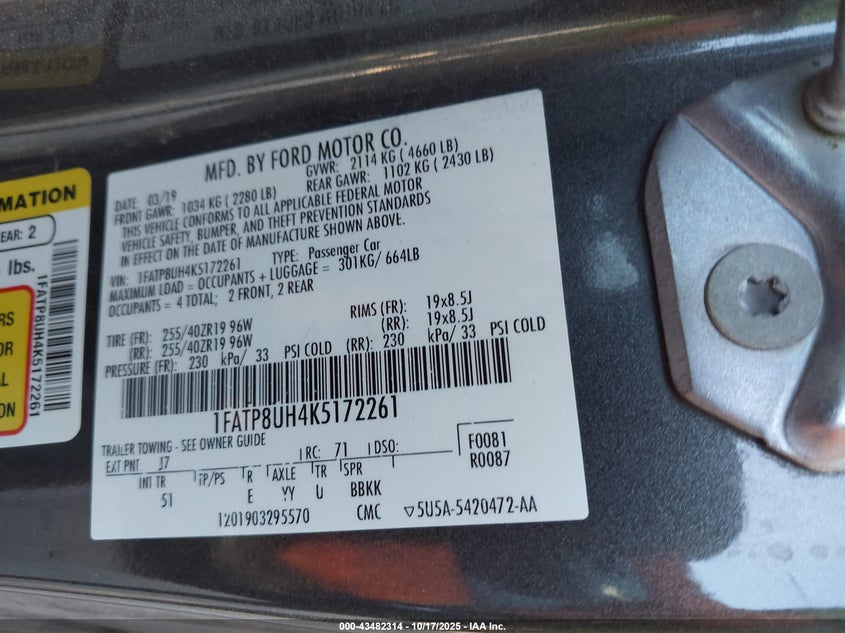 MFD. BY FORD MOTOR CO.
DATE: 03/19 GVWR: 2114 KG ( 4660 LB)
FRONT GAWR: 1034 KG ( 2280 LB) REAR GAWR: 1102 KG ( 2430 LB)
THIS VEHICLE CONFORMS TO ALL APPLICABLE FEDERAL MOTOR
VEHICLE SAFETY, BUMPER, AND THEFT PREVENTION STANDARDS
IN EFFECT ON THE DATE OF MANUFACTURE SHOWN ABOVE.
VIN: 1FATP8UH4K5172261 TYPE: Passenger Car
MAXIMUM LOAD = OCCUPANTS + LUGGAGE = 301KG/ 664LB
OCCUPANTS = 4 TOTAL; 2 FRONT, 2 REAR
TIRE (FR): 255/40ZR19 96W RIMS (FR): 19x8.5J
(RR): 255/40ZR19 96W (RR): 19x8.5J
PRESSURE (FR): 230 kPa/ 33 PSI COLD (RR): 230 kPa/ 33 PSI COLD
1FATP8UH4K5172261
TRAILER TOWING - SEE OWNER GUIDE
EXT PNT: J7 RC: 71 DSO: F0081
INT TR TP/PS R AXLE TR SPR R0087
51 E YY U BBKK
1201903295570 CMC ▽5U5A-5420472-AA
MATION
EAR: 2
lbs.
1FATP8UH4K5172261
RS
OR
AL
ON
000-43482314 - 10/17/2025 - IAA Inc.